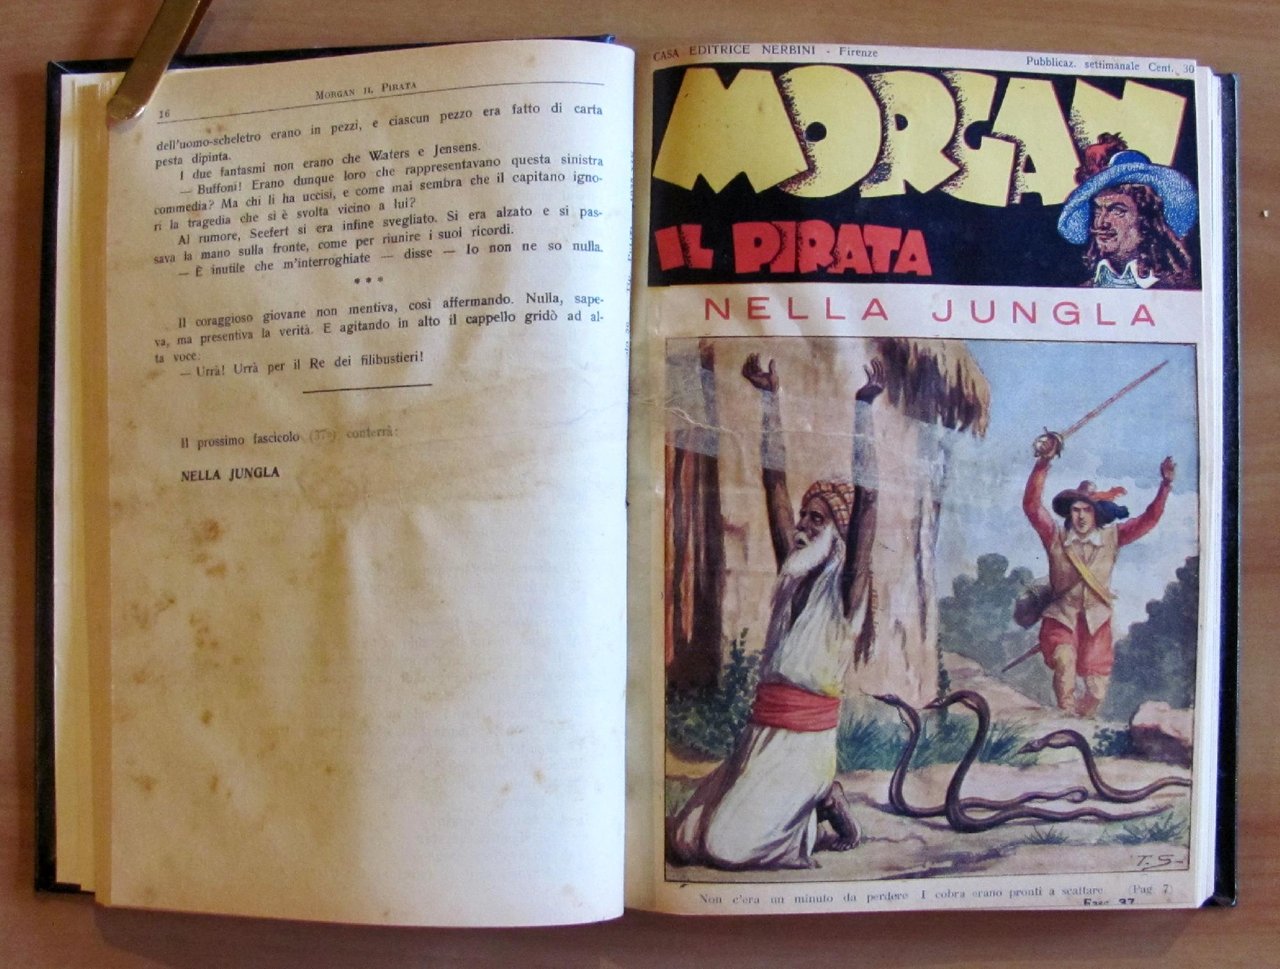 16
MORGAN IL PIRATA
dell'uomo-scheletro erano in pezzi, e ciascun pezzo era fatto di carta
pesta dipinta.
I due fantasmi non erano che Waters e Jensens.
— Buffoni! Erano dunque loro che rappresentavano questa sinistra
commedia? Ma chi li ha uccisi, e come mai sembra che il capitano igno-
ri la tragedia che si è svolta vicino a lui?
Al rumore, Seefert si era infine svegliato. Si era alzato e si pas-
sava la mano sulla fronte, come per riunire i suoi ricordi.
— È inutile che m'interroghiate — disse — Io non ne so nulla.
* * *
Il coraggioso giovane non mentiva, così affermando. Nulla, sape-
va, ma presentiva la verità. E agitando in alto il cappello gridò ad al-
ta voce.
— Urrà! Urrà per il Re dei filibustieri!
Il prossimo fascicolo (37º) conterrà:
NELLA JUNGLA
CASA EDITRICE NERBINI - Firenze
Pubblicaz. settimanale Cent. 30
MORGAN
IL PIRATA
NELLA JUNGLA
T. S-
Non c'era un minuto da perdere I cobra erano pronti a scattare. (Pag 7)
Fasc. 37